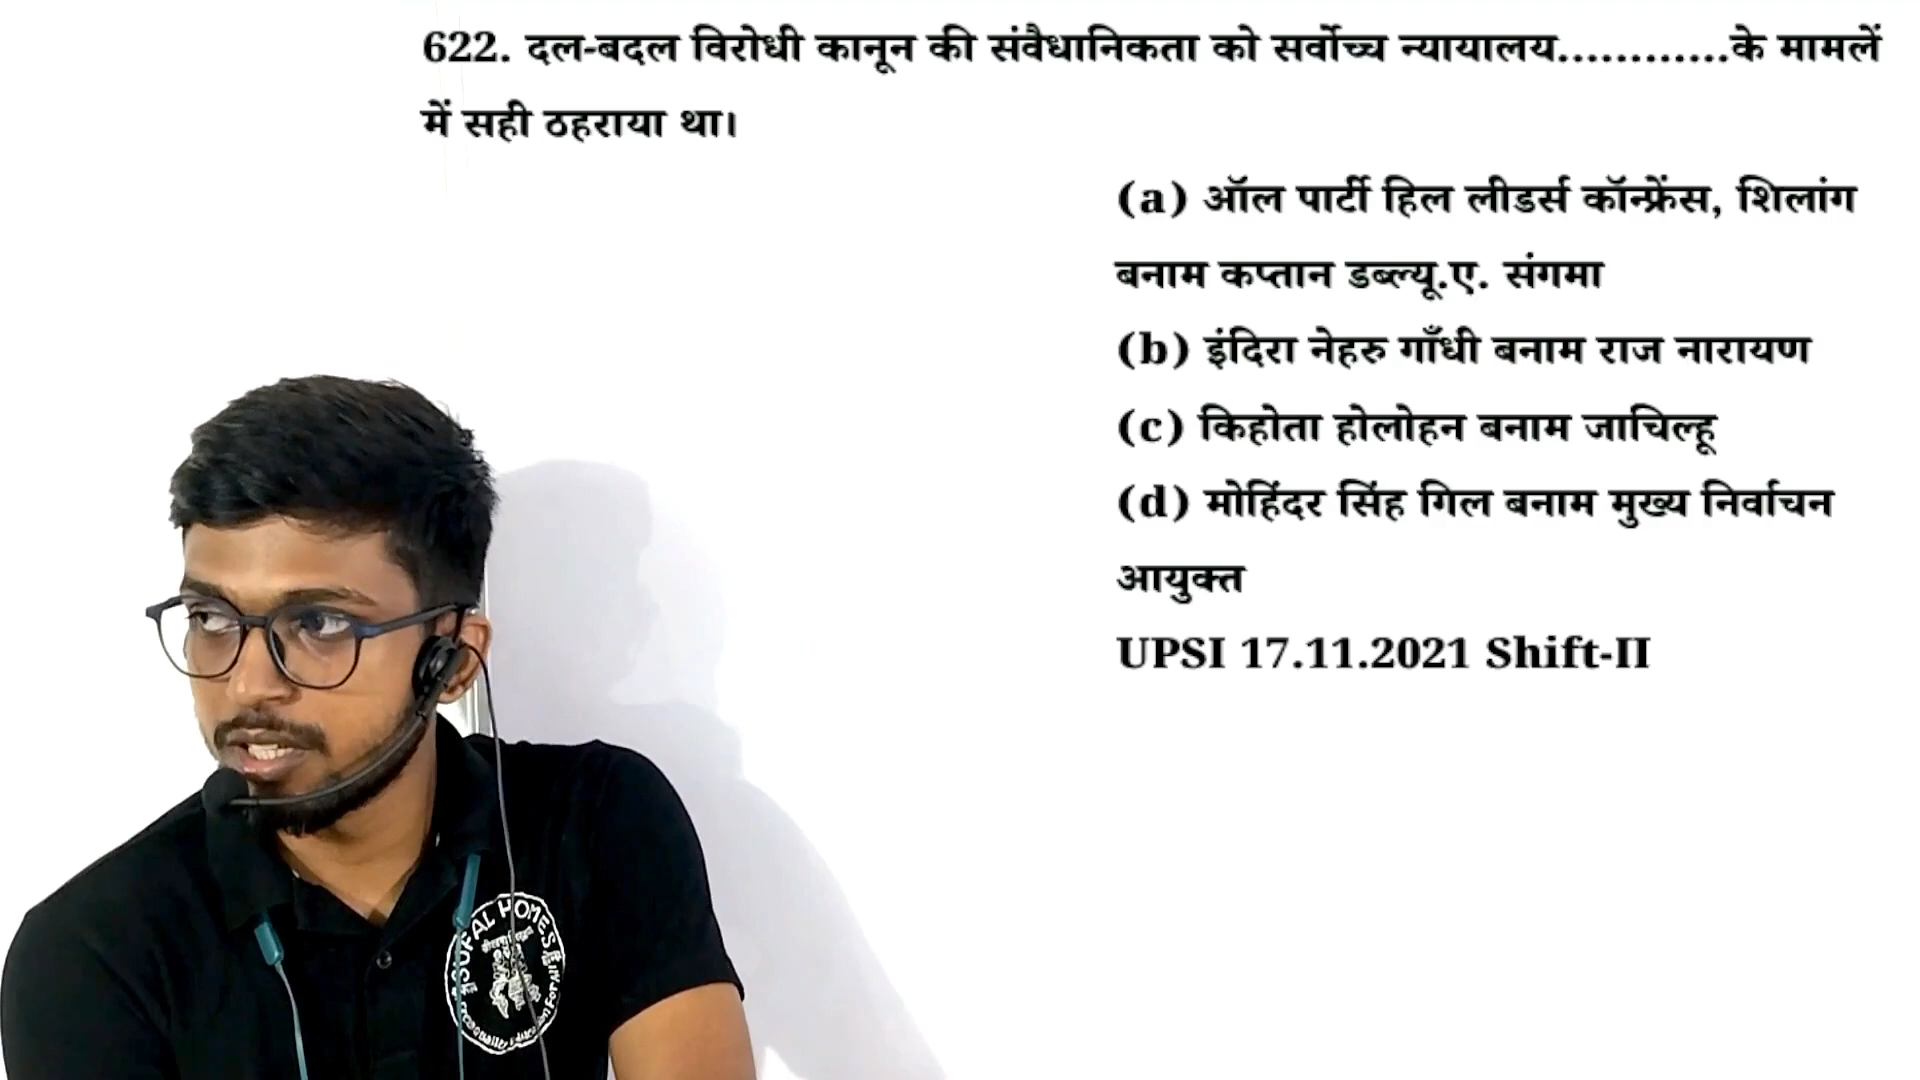 622. दल-बदल विरोधी कानून की संवैधानिकता को सर्वोच्च न्यायालय............के मामलें
में सही ठहराया था।
(a) ऑल पार्टी हिल लीडर्स कॉन्फ्रेंस, शिलांग
बनाम कप्तान डब्ल्यू.ए. संगमा
(b) इंदिरा नेहरु गाँधी बनाम राज नारायण
(c) किहोता होलोहन बनाम जाचिल्हू
(d) मोहिंदर सिंह गिल बनाम मुख्य निर्वाचन
आयुक्त
UPSI 17.11.2021 Shift-II
HOMES